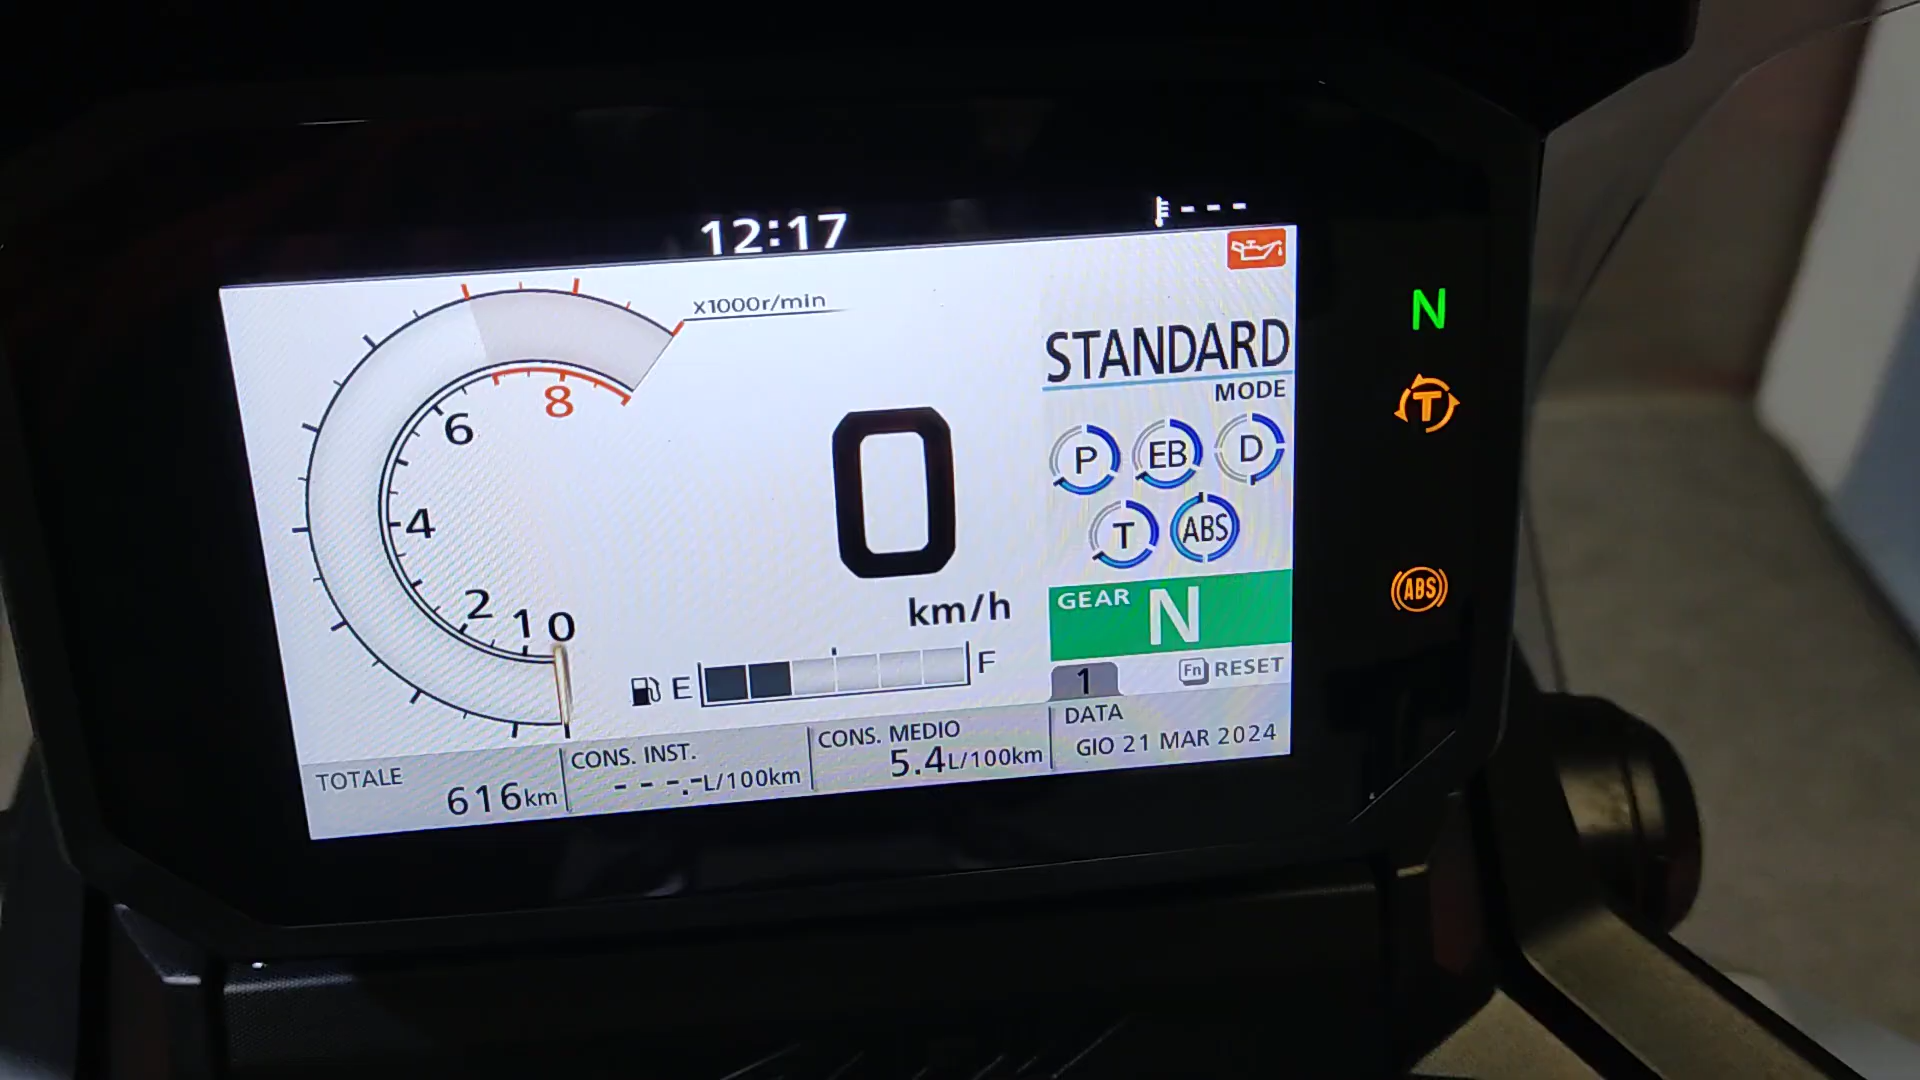 12:17
---
x1000r/min
8
6
4
2
1
0
0
km/h
E
F
STANDARD
MODE
P
EB
D
T
ABS
GEAR N
1
Fn RESET
TOTALE
616km
CONS. INST.
---.-L/100km
CONS. MEDIO
5.4L/100km
DATA
GIO 21 MAR 2024
N
T
ABS